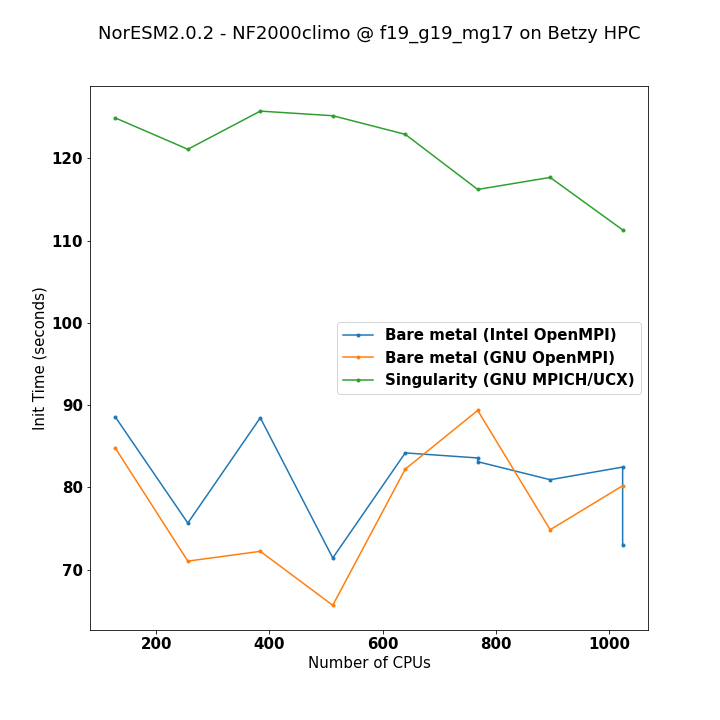 NorESM2.0.2 - NF2000climo @ f19_g19_mg17 on Betzy HPC
120
110
100
90
80
70
Init Time (seconds)
Bare metal (Intel OpenMPI)
Bare metal (GNU OpenMPI)
Singularity (GNU MPICH/UCX)
200 400 600 800 1000
Number of CPUs